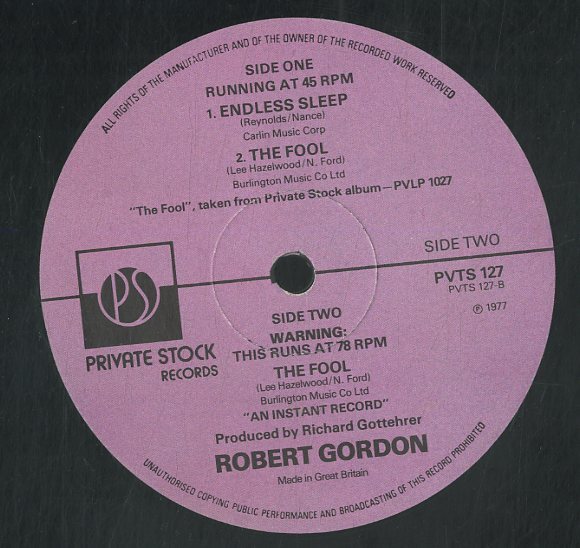 ALL RIGHTS OF THE MANUFACTURER AND OF THE OWNER OF THE RECORDED WORK RESERVED
SIDE ONE
RUNNING AT 45 RPM
1. ENDLESS SLEEP
(Reynolds/Nance)
Carlin Music Corp
2. THE FOOL
(Lee Hazelwood/N. Ford)
Burlington Music Co Ltd
"The Fool", taken from Private Stock album—PVLP 1027
SIDE TWO
PS
PRIVATE STOCK
RECORDS
PVTS 127
PVTS 127-B
℗ 1977
SIDE TWO
WARNING:
THIS RUNS AT 78 RPM
THE FOOL
(Lee Hazlewood/N. Ford)
Burlington Music Co Ltd
"AN INSTANT RECORD"
Produced by Richard Gottehrer
ROBERT GORDON
Made in Great Britain
UNAUTHORISED COPYING PUBLIC PERFORMANCE AND BROADCASTING OF THIS RECORD PROHIBITED